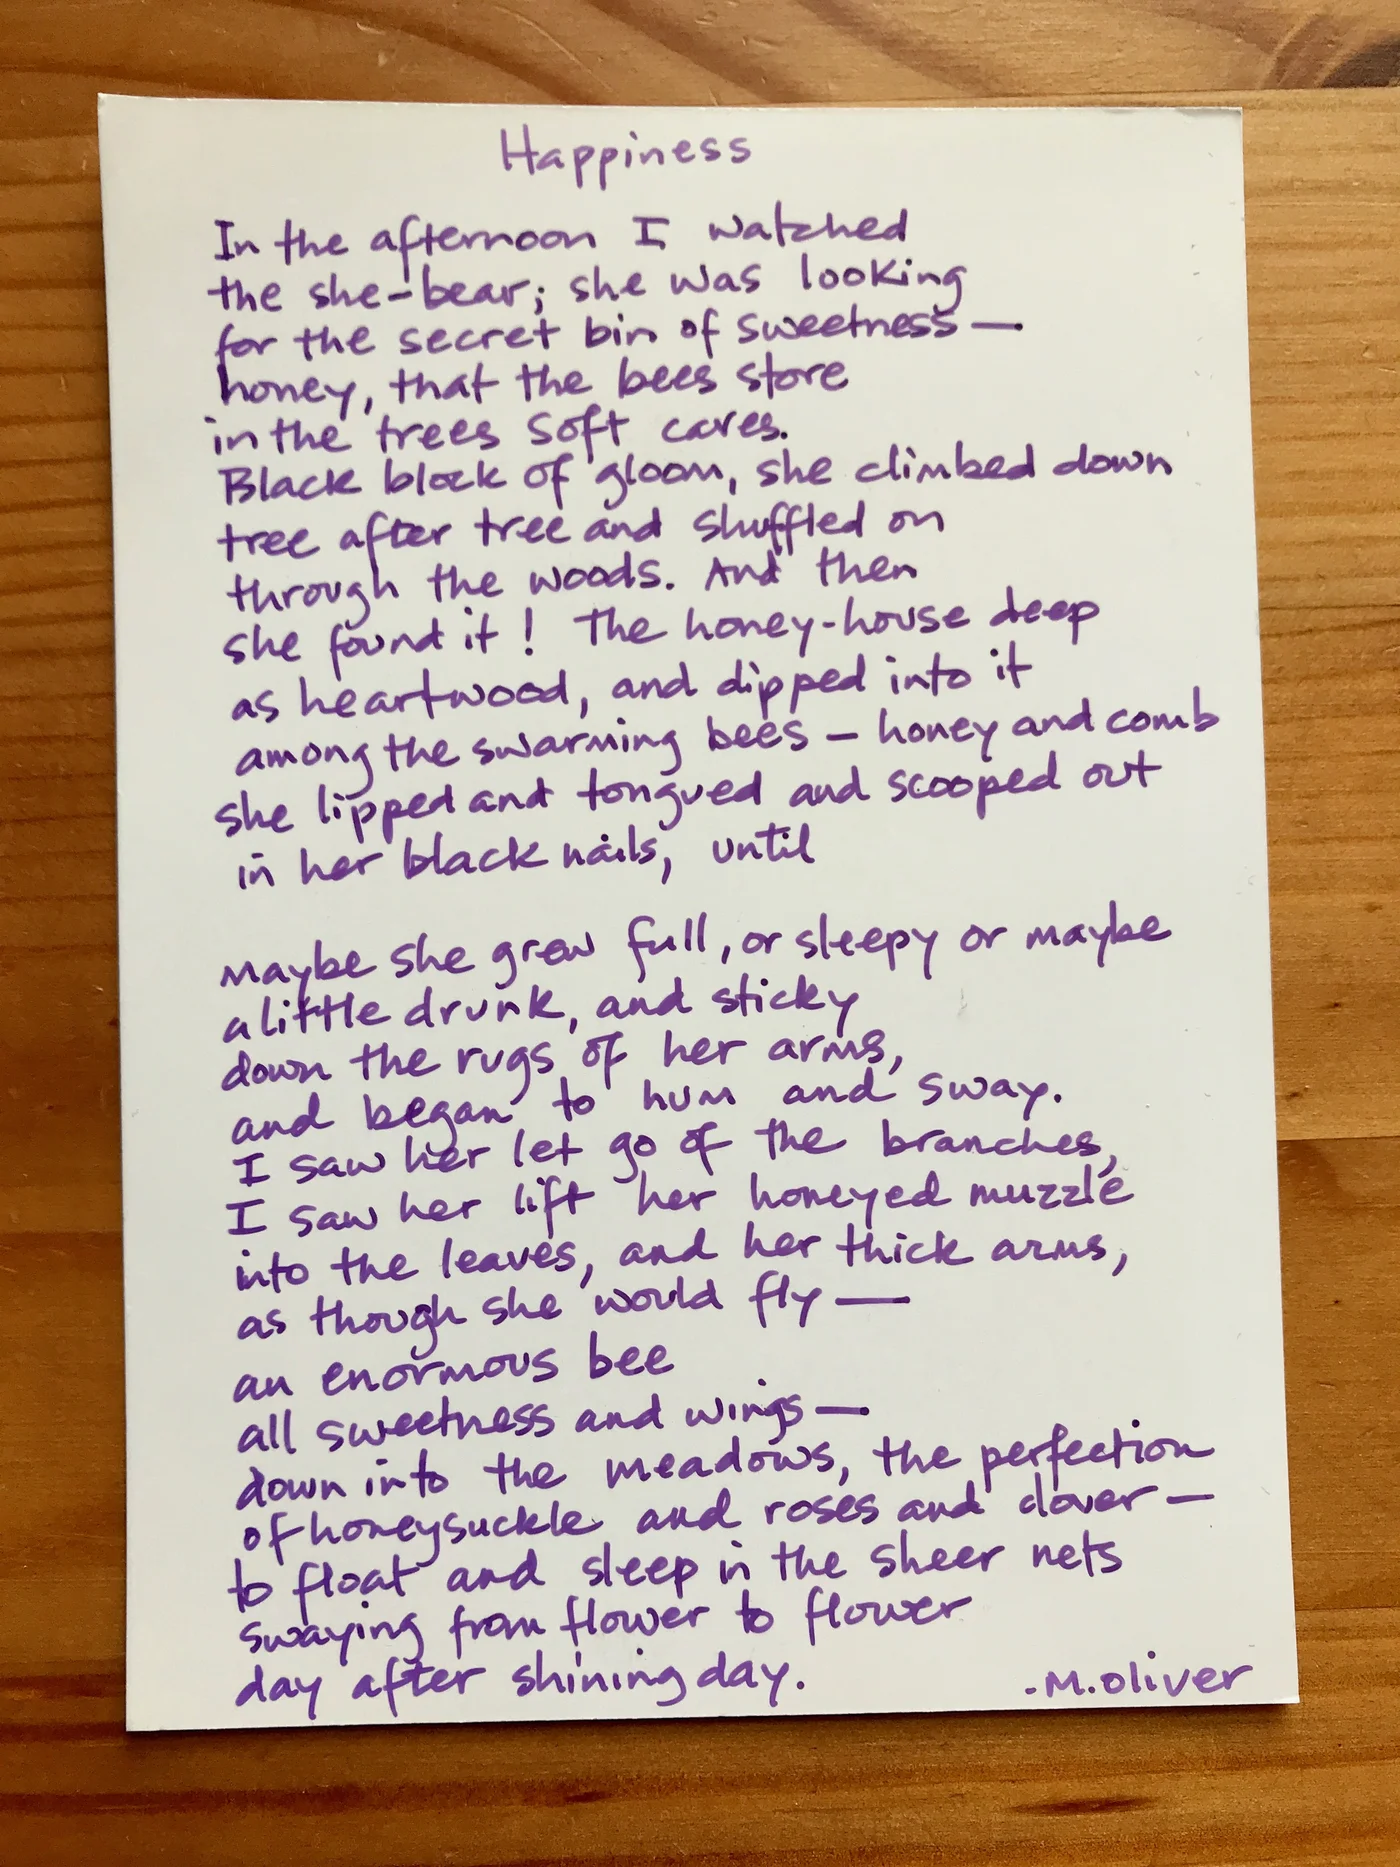 Happiness
In the afternoon I watched
the she-bear; she was looking
for the secret bin of sweetness —
honey, that the bees store
in the trees soft caves.
Black block of gloom, she climbed down
tree after tree and shuffled on
through the woods. And then
she found it! The honey-house deep
as heartwood, and dipped into it
among the swarming bees — honey and comb
she lipped and tongued and scooped out
in her black nails, until
maybe she grew full, or sleepy or maybe
a little drunk, and sticky
down the rugs of her arms,
and began to hum and sway.
I saw her let go of the branches,
I saw her lift her honeyed muzzle
into the leaves, and her thick arms,
as though she would fly —
an enormous bee
all sweetness and wings —
down into the meadows, the perfection
of honeysuckle and roses and clover —
to float and sleep in the sheer nets
swaying from flower to flower
day after shining day.
-M. Oliver